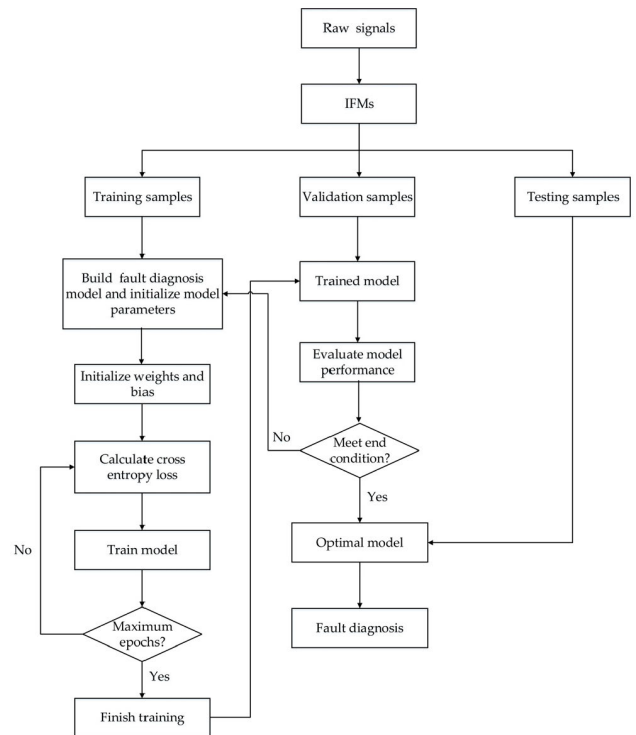 Raw signals
IFMs
Training samples
Validation samples
Testing samples
Build fault diagnosis
model and initialize model
parameters
Trained model
Evaluate model
performance
Initialize weights and
bias
No
Meet end
condition?
Calculate cross
entropy loss
Yes
No
Train model
Optimal model
Maximum
epochs?
Fault diagnosis
Yes
Finish training